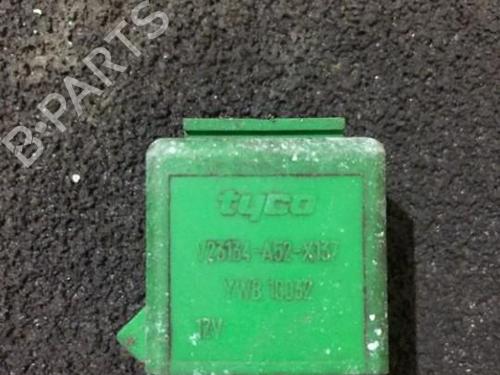 B-PARTS
tyco
V23134-A52-X137
YWB 10062
12V